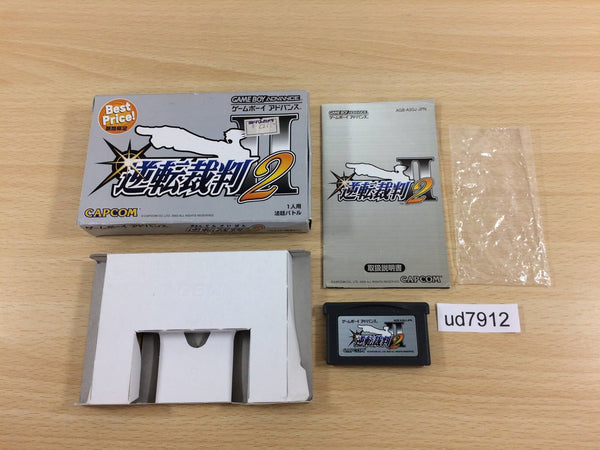 Best
Price!
GAME BOY ADVANCE
ゲームボーイ アドバンス
逆転裁判2
CAPCOM
1人用
法廷バトル
AGB-A3GJ-JPN
GAME BOY ADVANCE
ゲームボーイ アドバンス
逆転裁判2
取扱説明書
CAPCOM
ゲームボーイ アドバンス
逆転裁判2
CAPCOM
ud7912